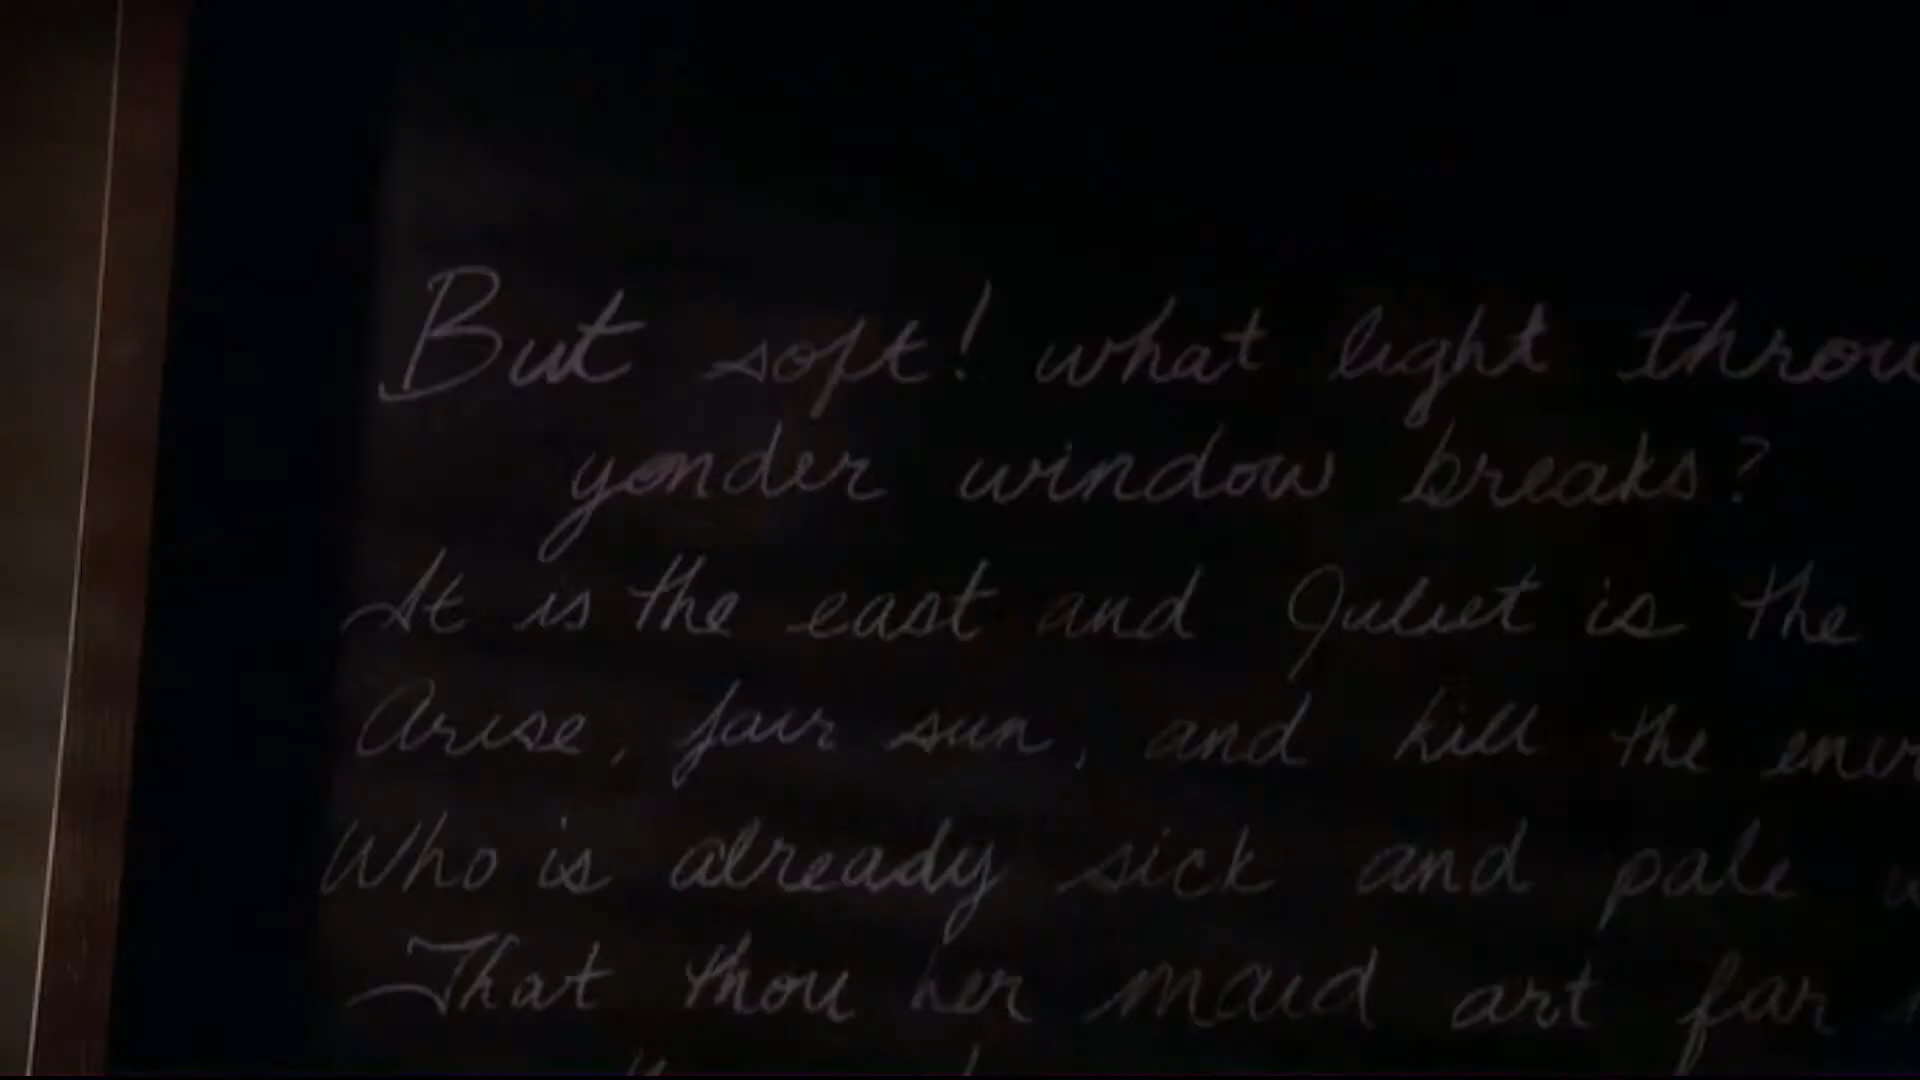 But soft! what light throu
yonder window breaks?
It is the east and Juliet is the
Arise, fair sun, and kill the env
Who is already sick and pale
That thou her maid art far